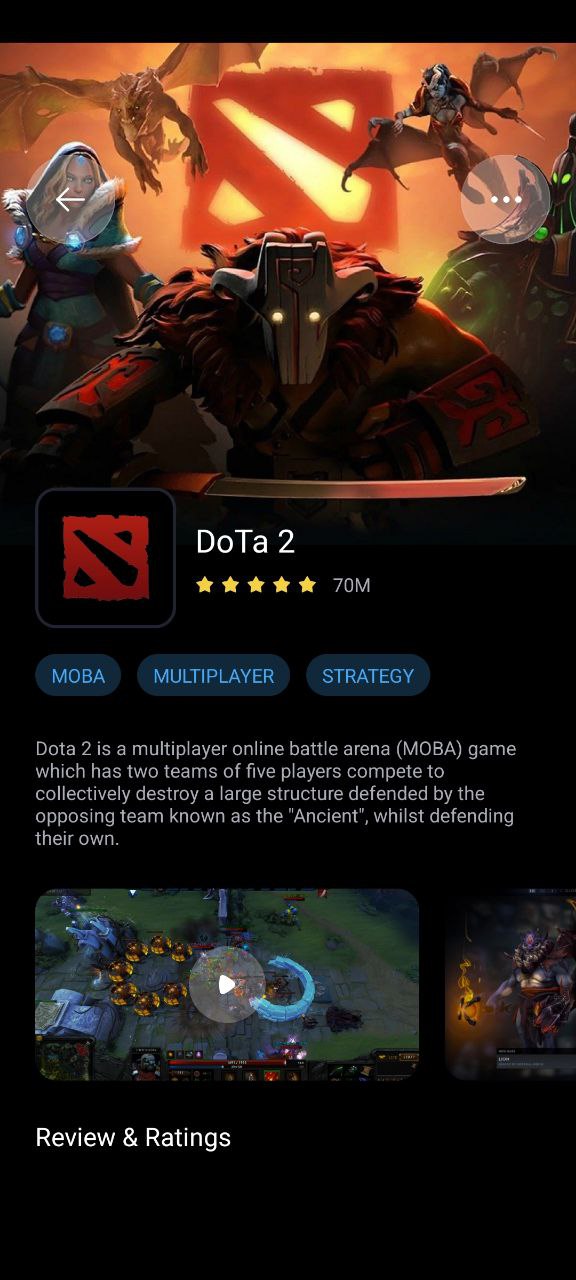 DoTa 2
70M
MOBA MULTIPLAYER STRATEGY
Dota 2 is a multiplayer online battle arena (MOBA) game
which has two teams of five players compete to
collectively destroy a large structure defended by the
opposing team known as the "Ancient", whilst defending
their own.
LION
Review & Ratings